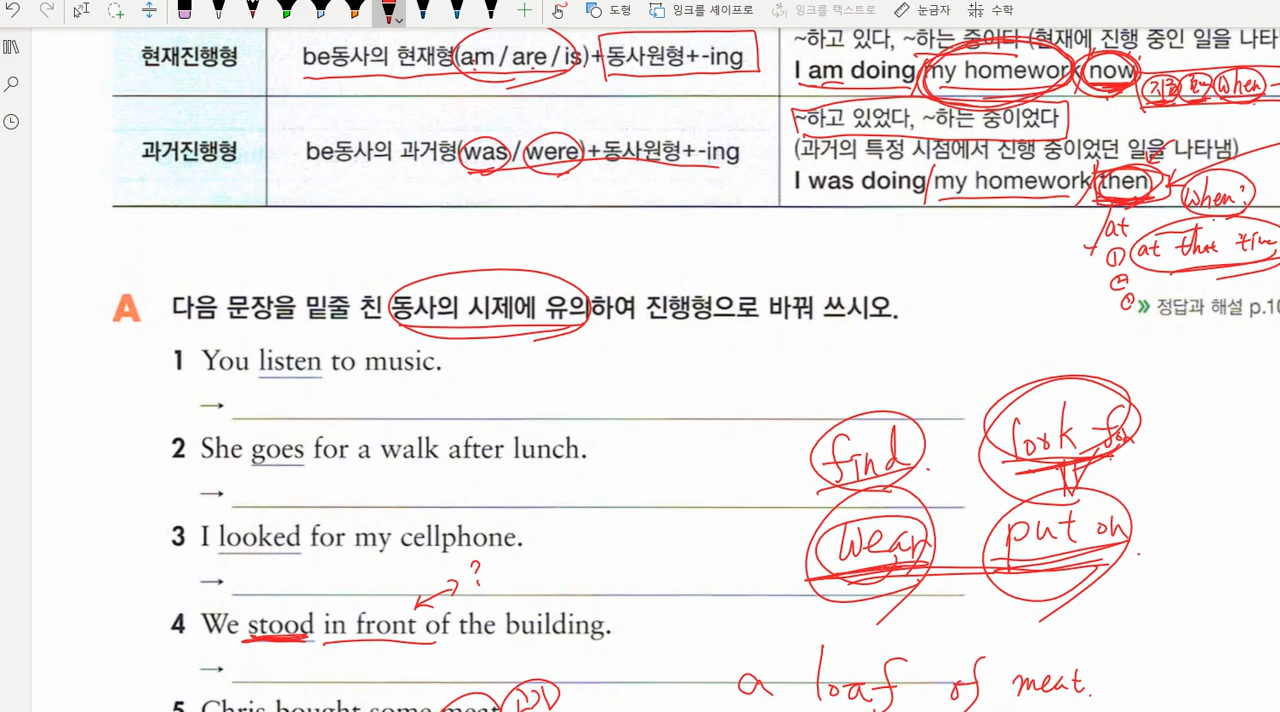 도형 잉크를 셰이프로 잉크를 텍스트로 눈금자 수학
현재진행형 be동사의 현재형(am / are / is)+동사원형+-ing ~하고 있다, ~하는 중이다 (현재에 진행 중인 일을 나타
I am doing my homework now
지금 when
과거진행형 be동사의 과거형(was / were)+동사원형+-ing ~하고 있었다, ~하는 중이었다
(과거의 특정 시점에서 진행 중이었던 일을 나타냄)
I was doing my homework then
when
at
at that time
①
A 다음 문장을 밑줄 친 동사의 시제에 유의하여 진행형으로 바꿔 쓰시오.
» 정답과 해설 p.10
1 You listen to music.
→
2 She goes for a walk after lunch.
→
find look for
3 I looked for my cellphone.
→
wear put on
?
4 We stood in front of the building.
→
a loaf of meat.
5 Chris bought some meat